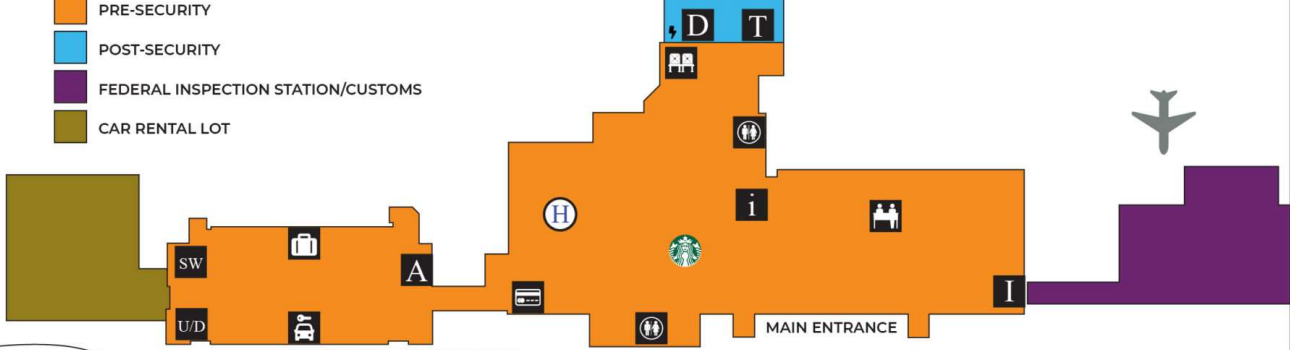 PRE-SECURITY
POST-SECURITY
FEDERAL INSPECTION STATION/CUSTOMS
CAR RENTAL LOT
D T
i
H
SW
A
I
U/D
MAIN ENTRANCE